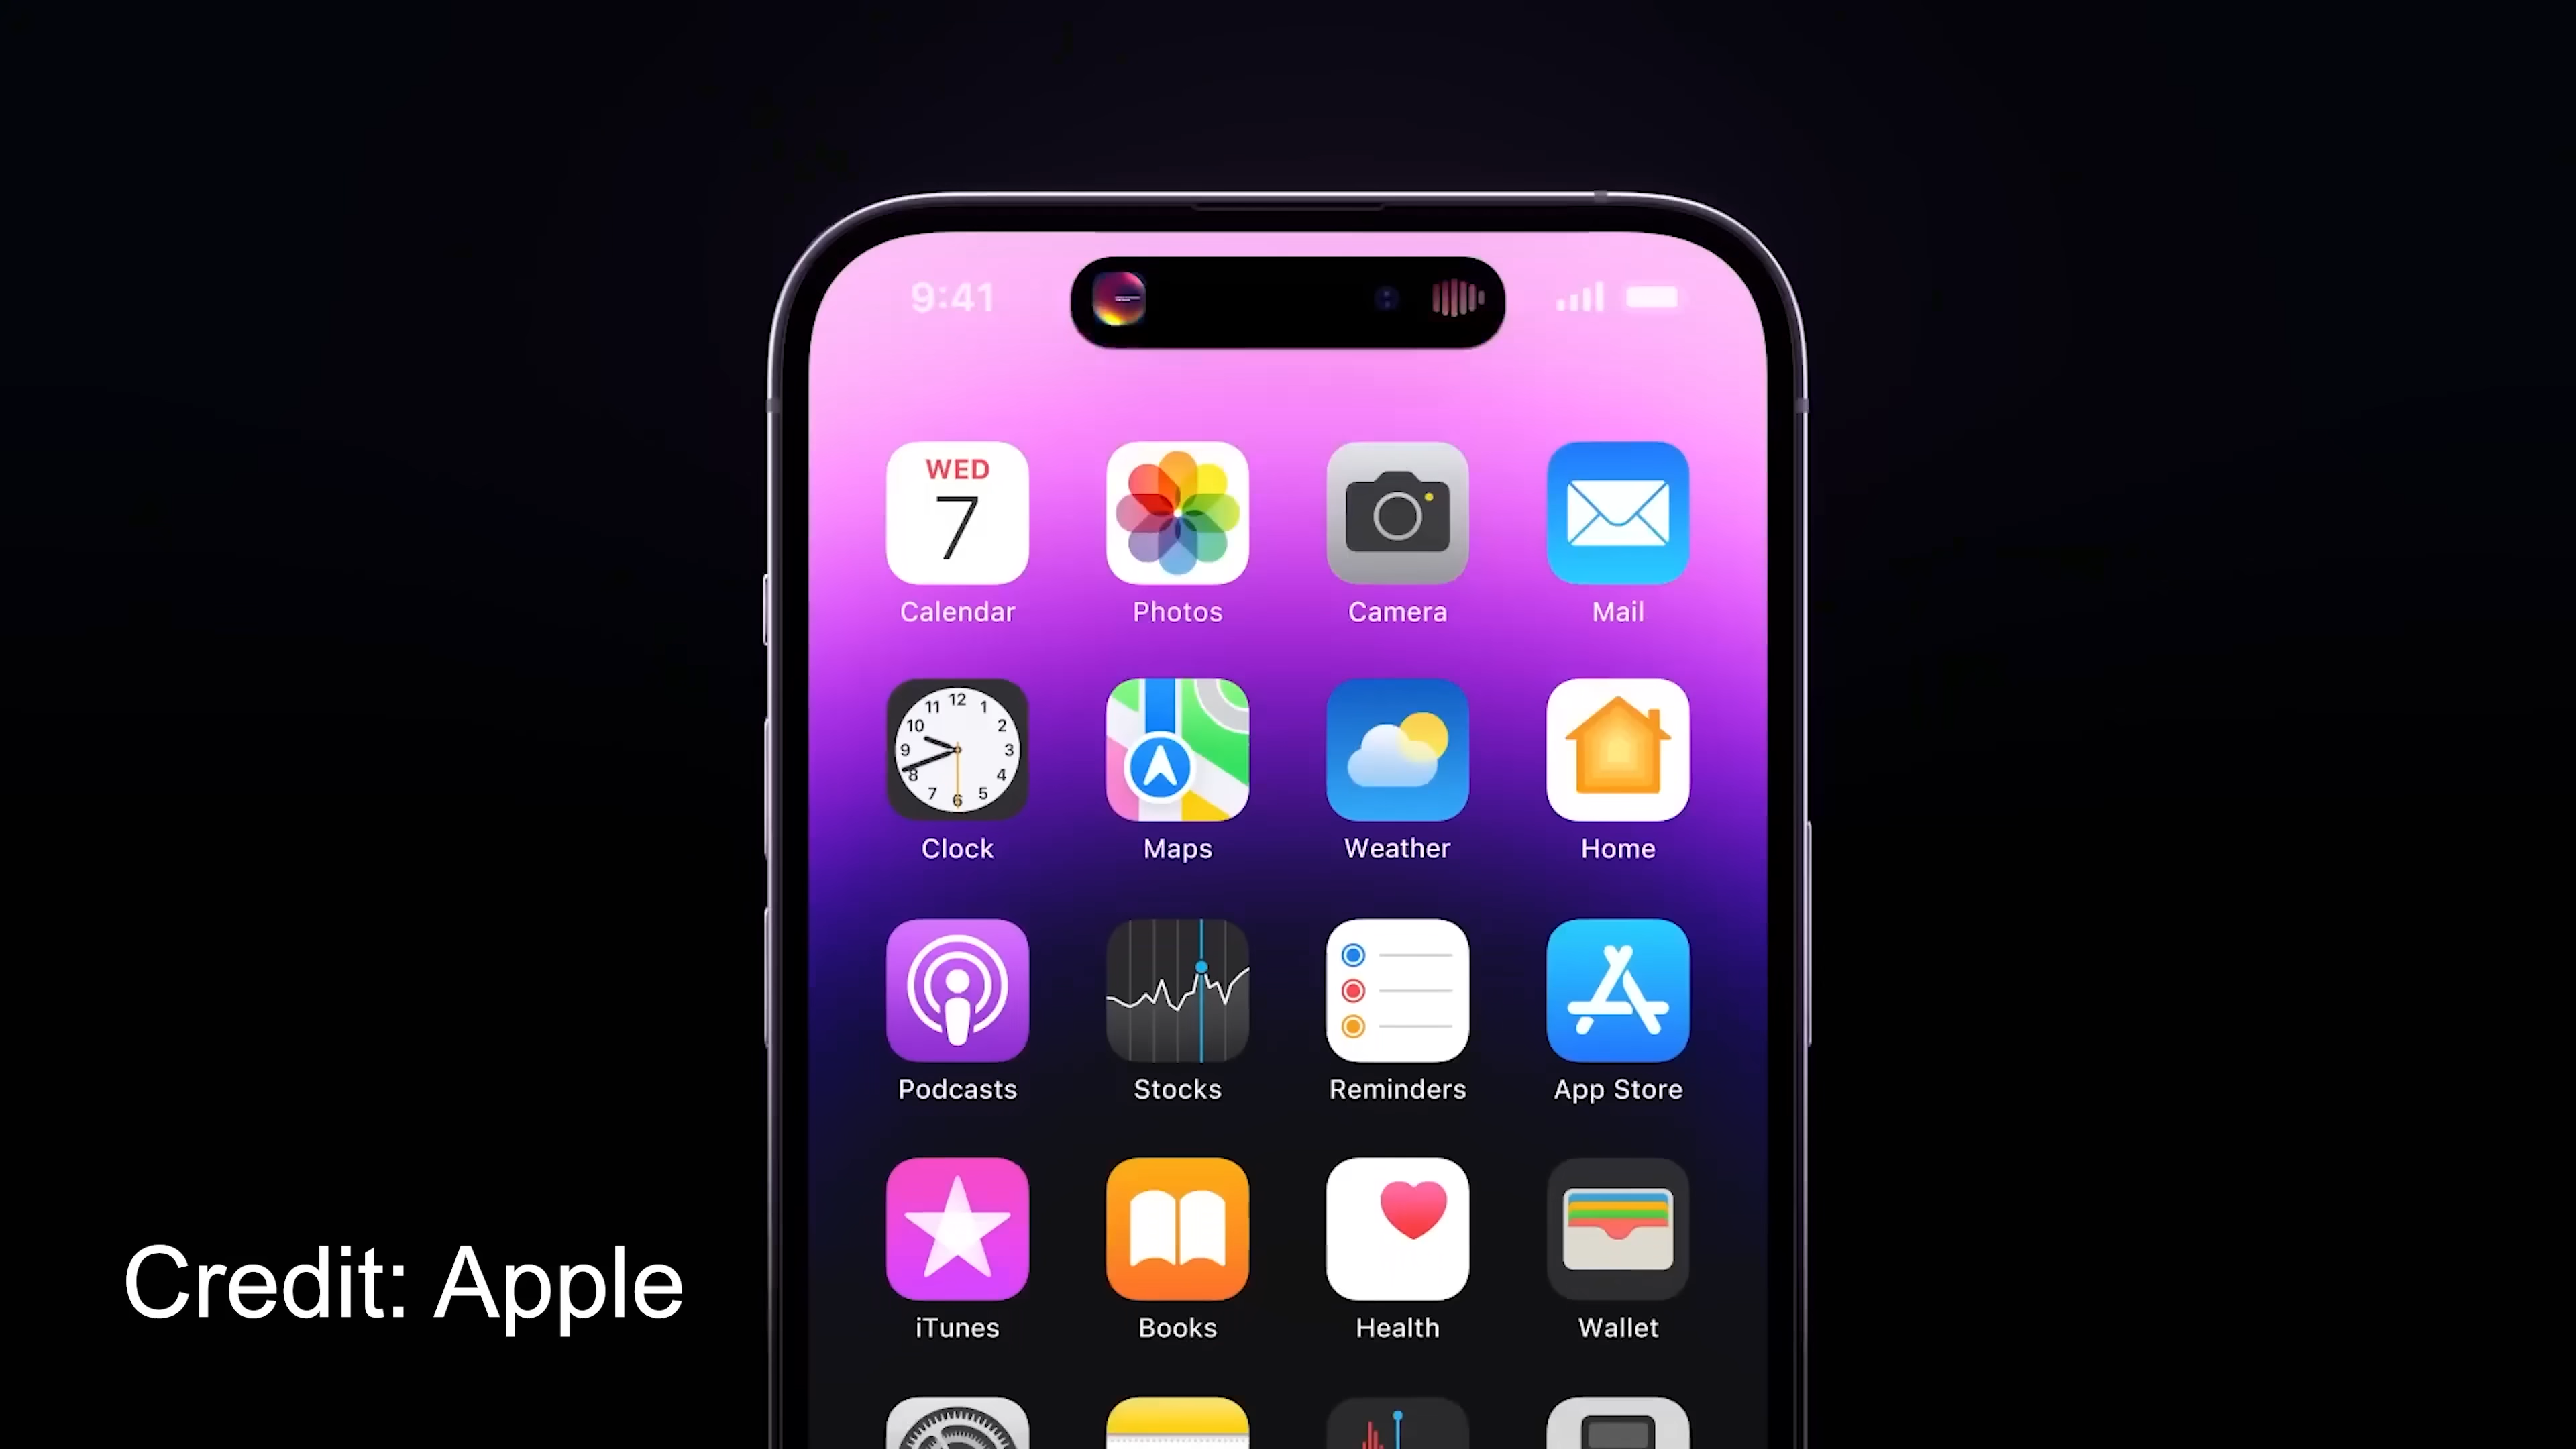 9:41
WED
7
Calendar
Photos
Camera
Mail
12
11
1
10
2
9
3
8
4
7
5
6
Clock
Maps
Weather
Home
Podcasts
Stocks
Reminders
App Store
iTunes
Books
Health
Wallet
Credit: Apple